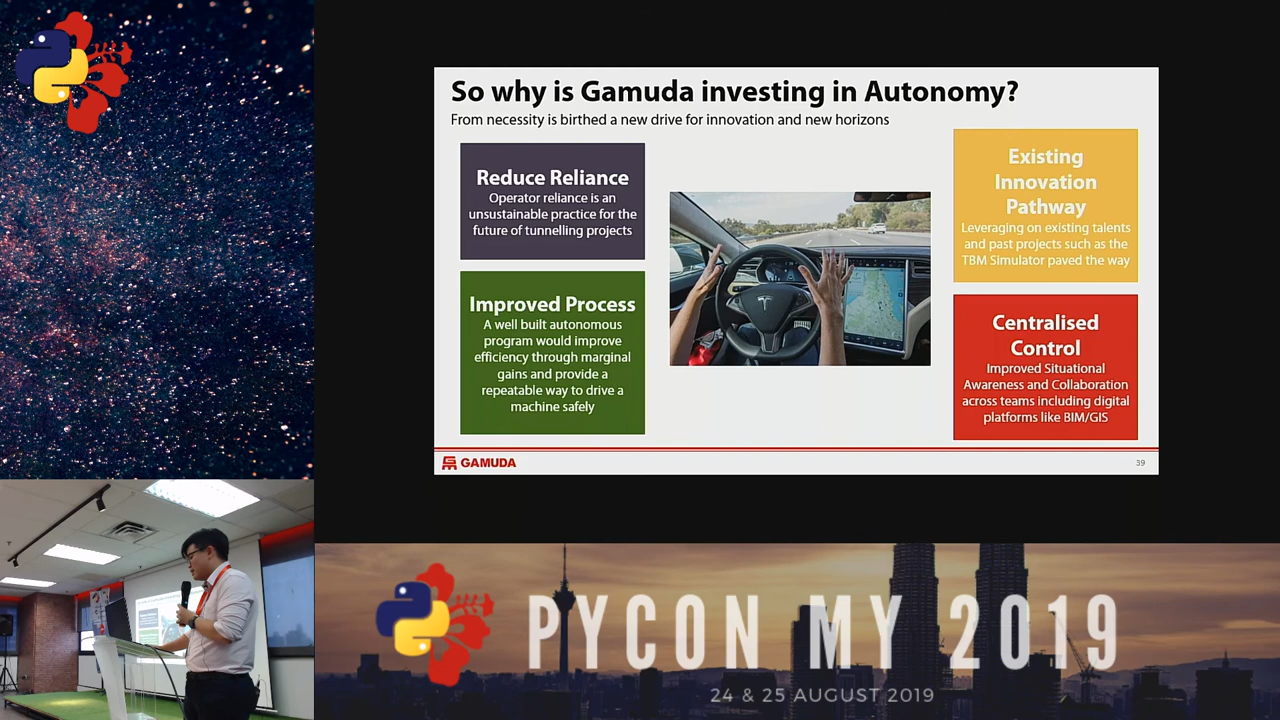 So why is Gamuda investing in Autonomy?
From necessity is birthed a new drive for innovation and new horizons
Reduce Reliance
Operator reliance is an
unsustainable practice for the
future of tunnelling projects
Improved Process
A well built autonomous
program would improve
efficiency through marginal
gains and provide a
repeatable way to drive a
machine safely
Existing
Innovation
Pathway
Leveraging on existing talents
and past projects such as the
TBM Simulator paved the way
Centralised
Control
Improved Situational
Awareness and Collaboration
across teams including digital
platforms like BIM/GIS
GAMUDA
39
PYCON MY 2019
24 & 25 AUGUST 2019